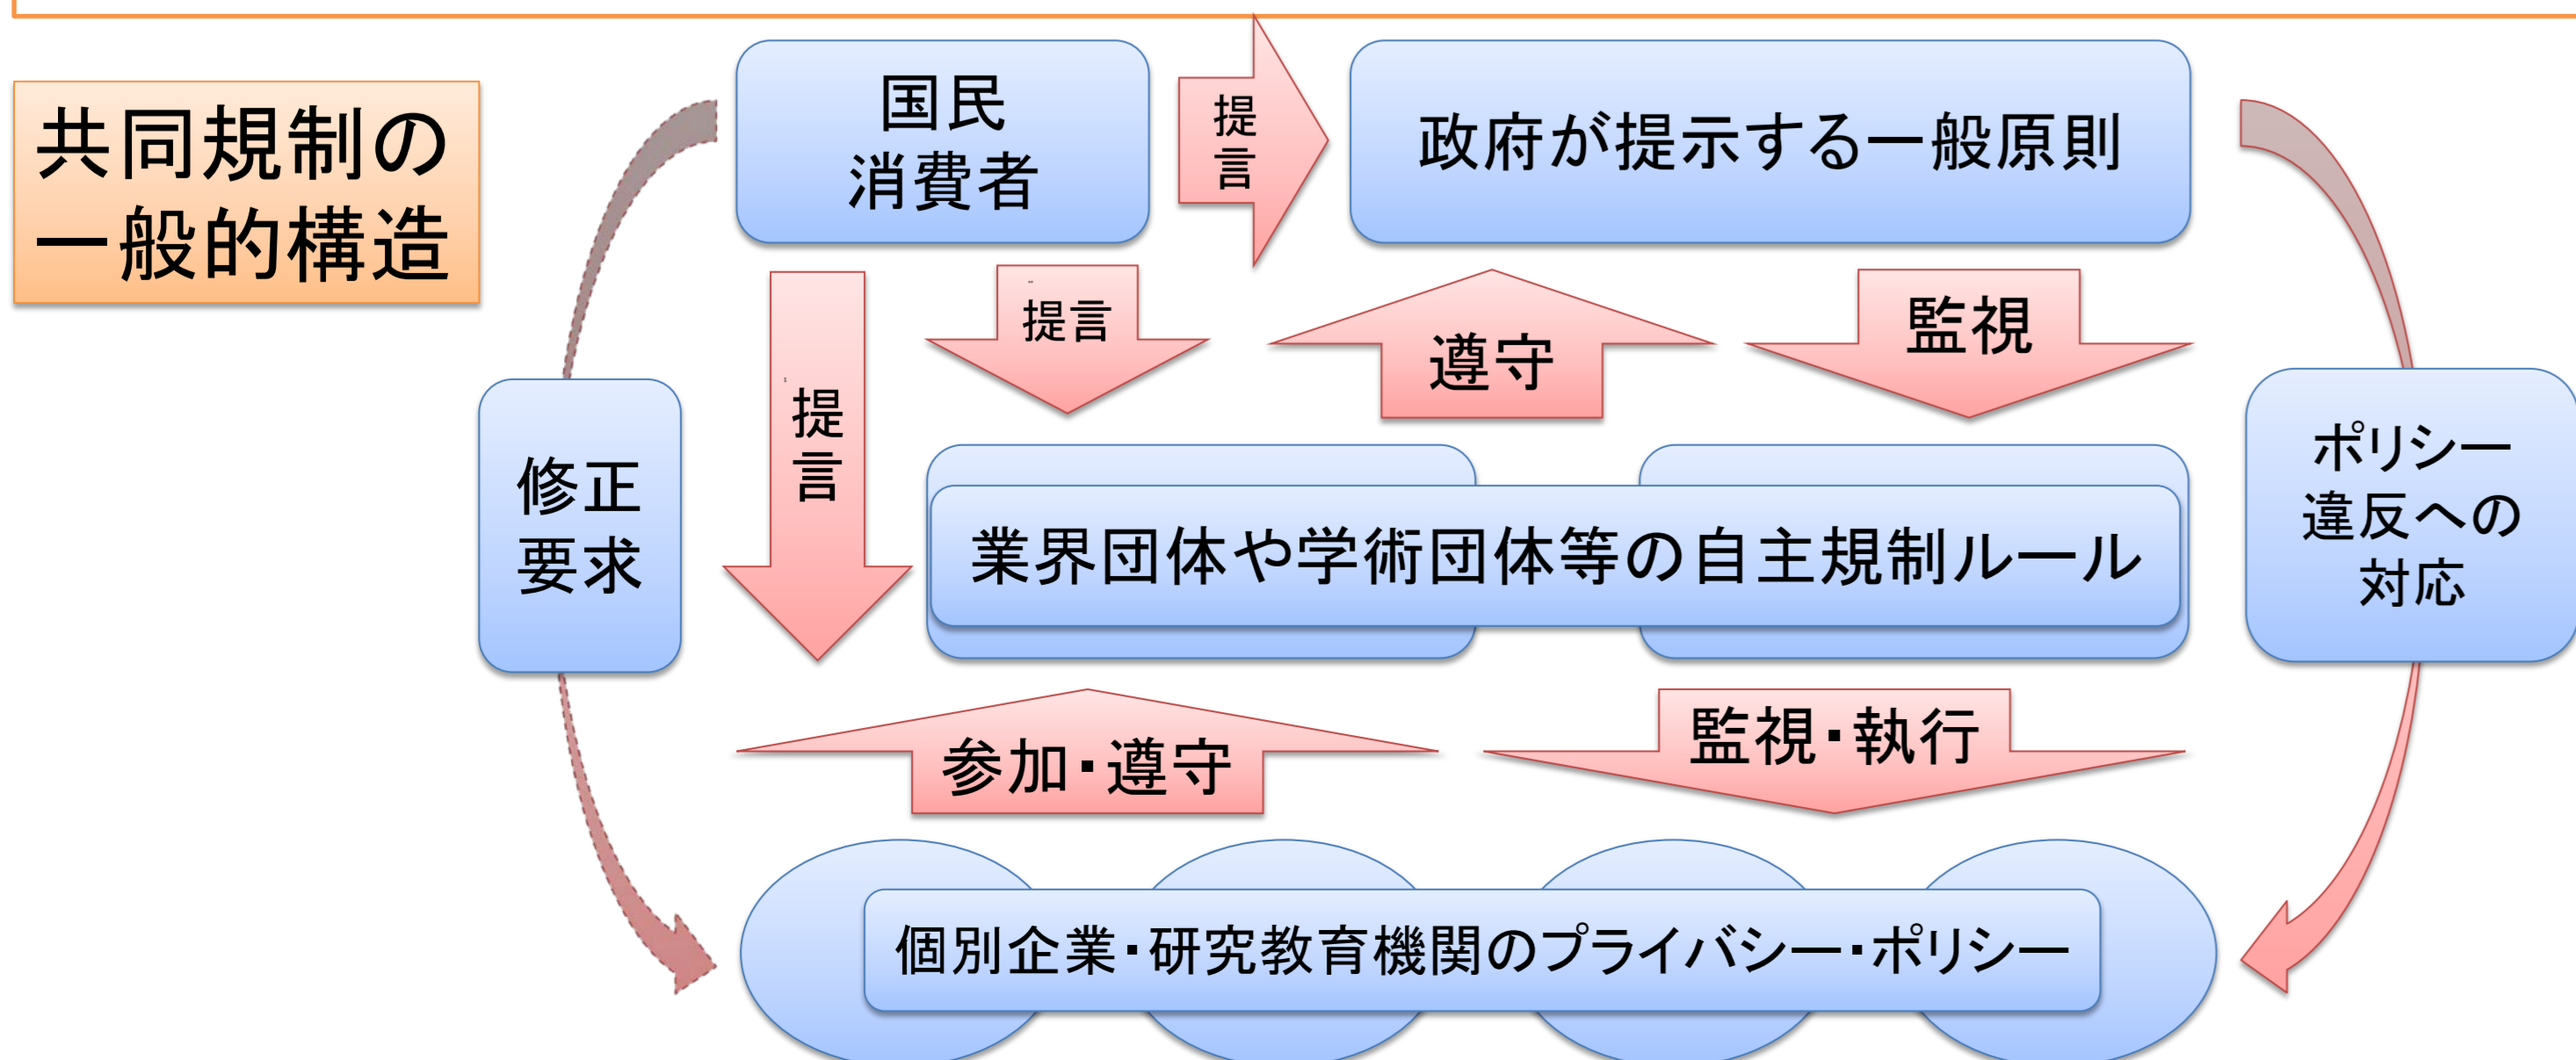 共同規制の
一般的構造
国民
消費者
提言
政府が提示する一般原則
提言
提言
遵守
監視
修正
要求
業界団体や学術団体等の自主規制ルール
ポリシー
違反への
対応
参加・遵守
監視・執行
個別企業・研究教育機関のプライバシー・ポリシー